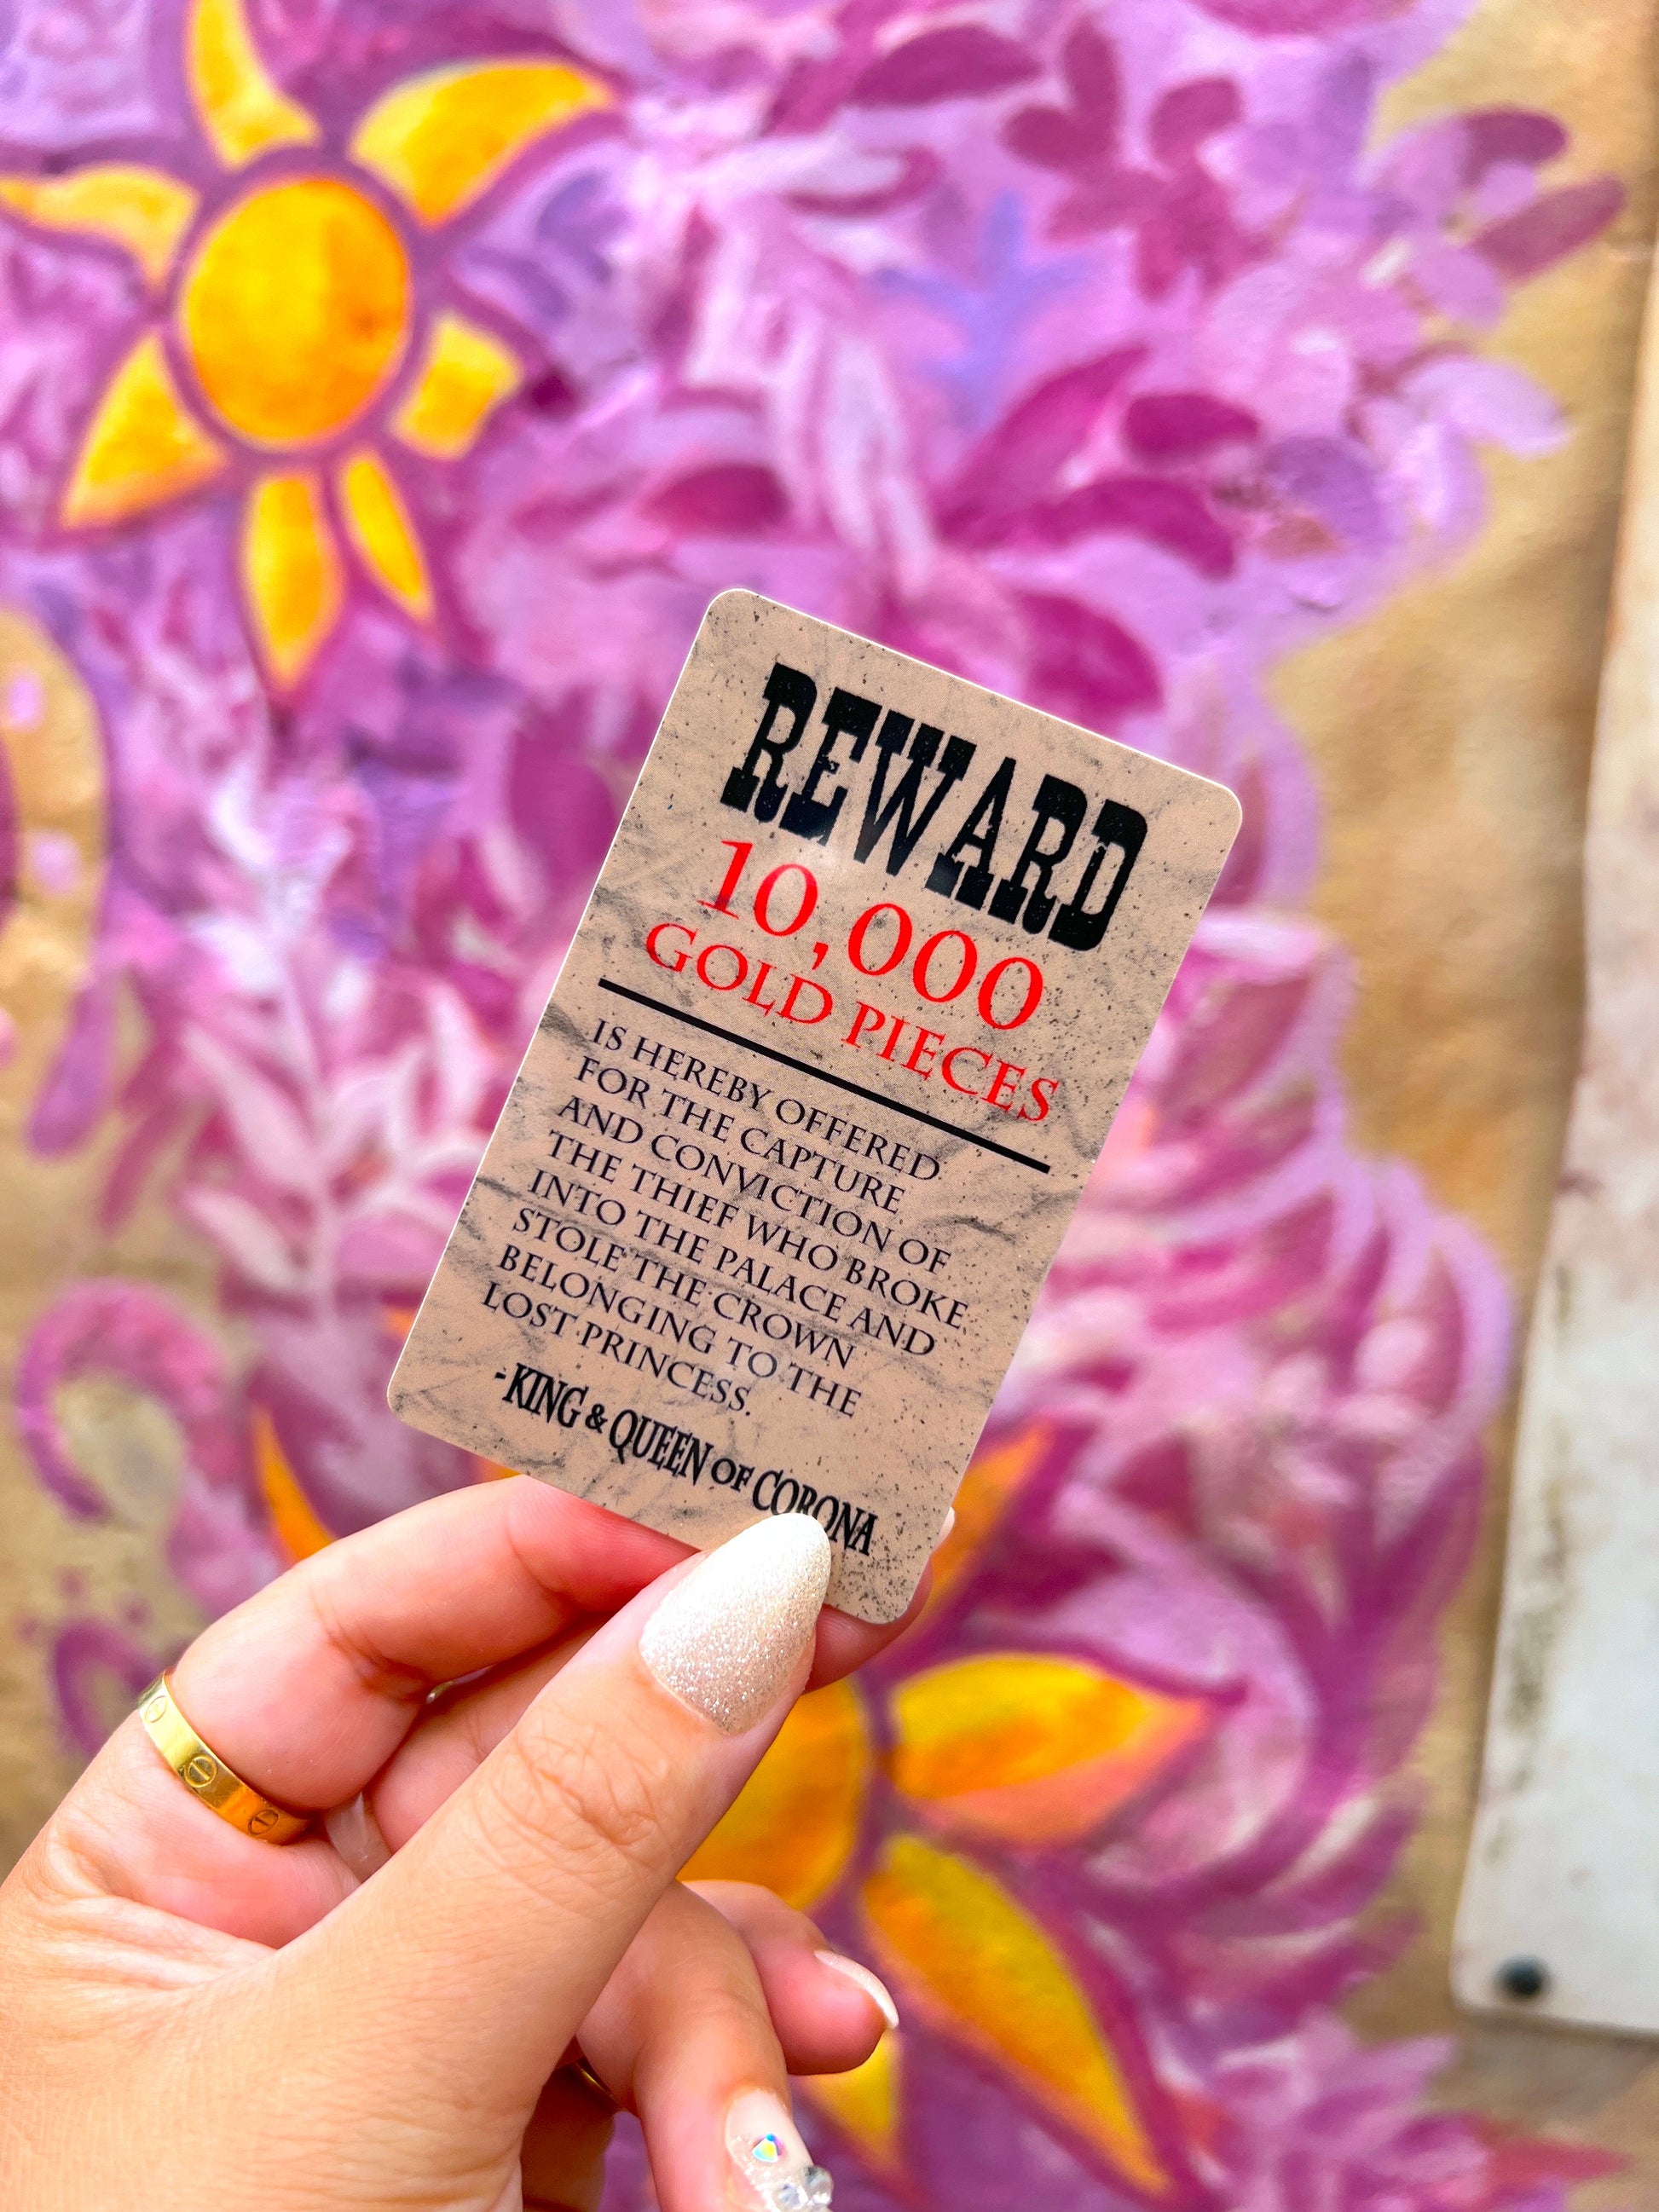 REWARD
10,000
GOLD PIECES
IS HEREBY OFFERED
FOR THE CAPTURE
AND CONVICTION OF
THE THIEF WHO BROKE
INTO THE PALACE AND
STOLE THE CROWN
BELONGING TO THE
LOST PRINCESS.
-KING & QUEEN OF CORONA